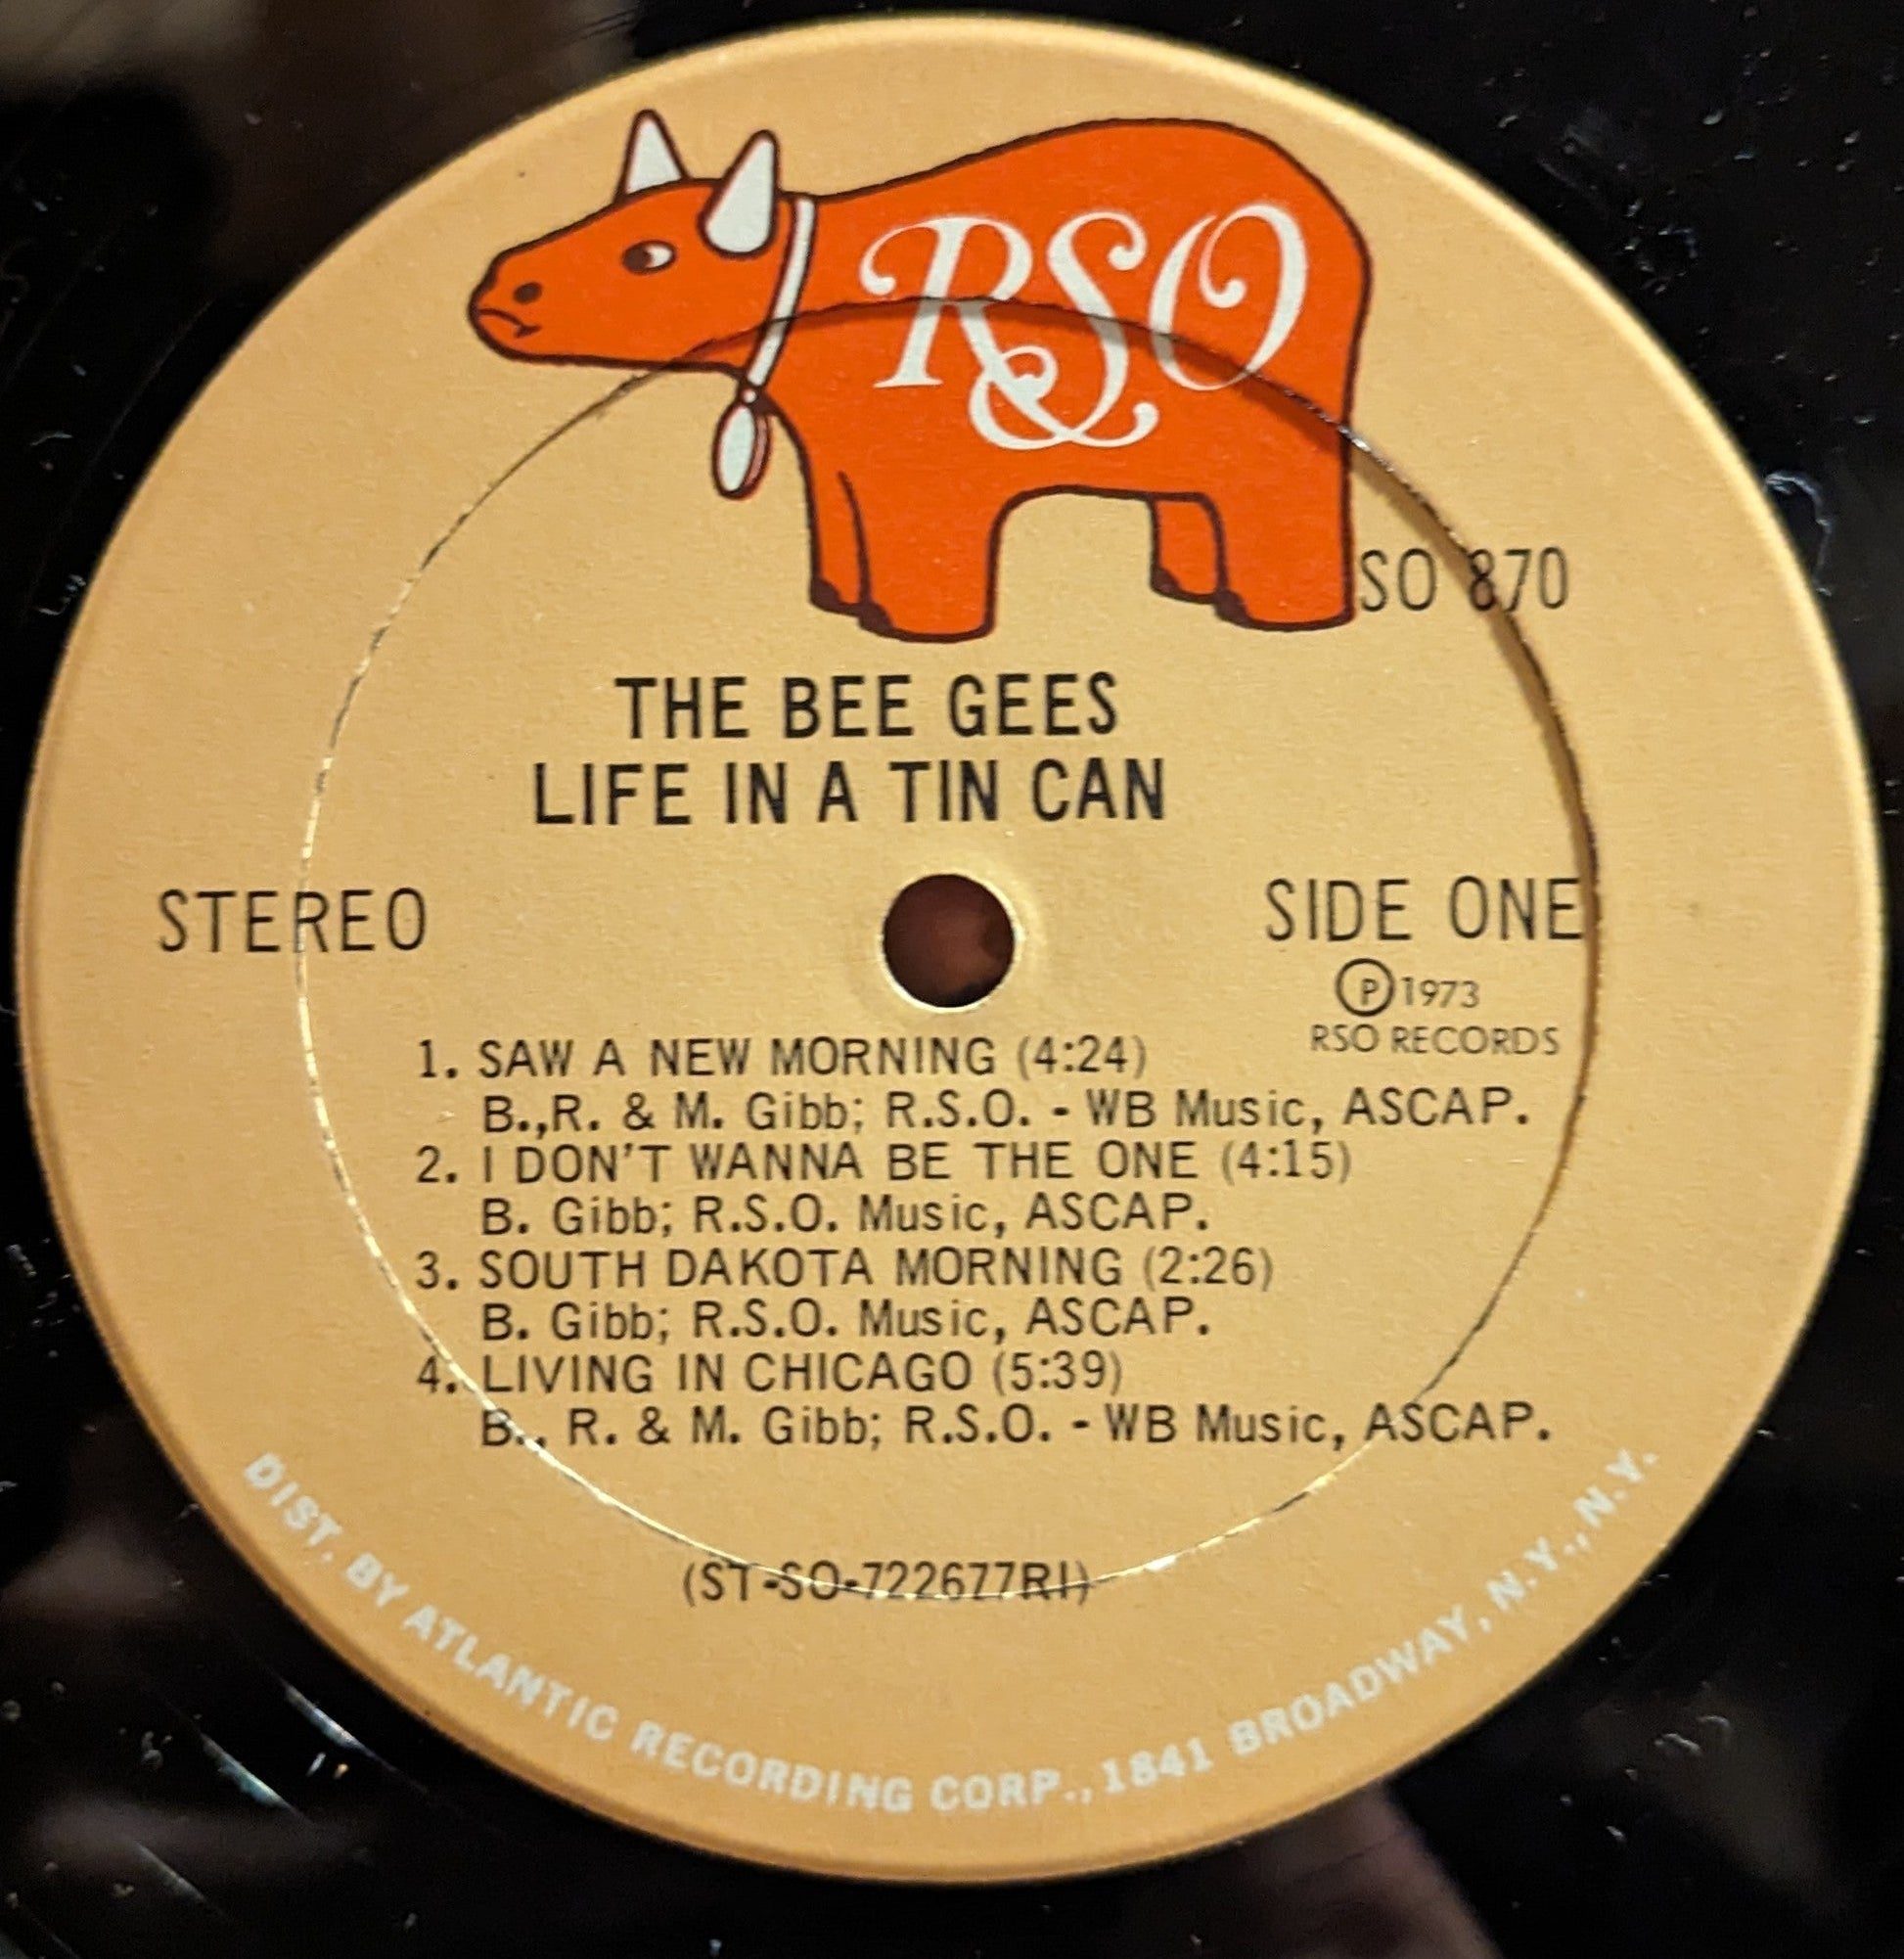 RSO
SO 870
THE BEE GEES
LIFE IN A TIN CAN
STEREO
SIDE ONE
Ⓟ1973
RSO RECORDS
1. SAW A NEW MORNING (4:24)
B.,R. & M. Gibb; R.S.O. - WB Music, ASCAP.
2. I DON'T WANNA BE THE ONE (4:15)
B. Gibb; R.S.O. Music, ASCAP.
3. SOUTH DAKOTA MORNING (2:26)
B. Gibb; R.S.O. Music, ASCAP.
4. LIVING IN CHICAGO (5:39)
B., R. & M. Gibb; R.S.O. - WB Music, ASCAP.
(ST-SO-722677RI)
DIST. BY ATLANTIC RECORDING CORP., 1841 BROADWAY, N.Y., N.Y.